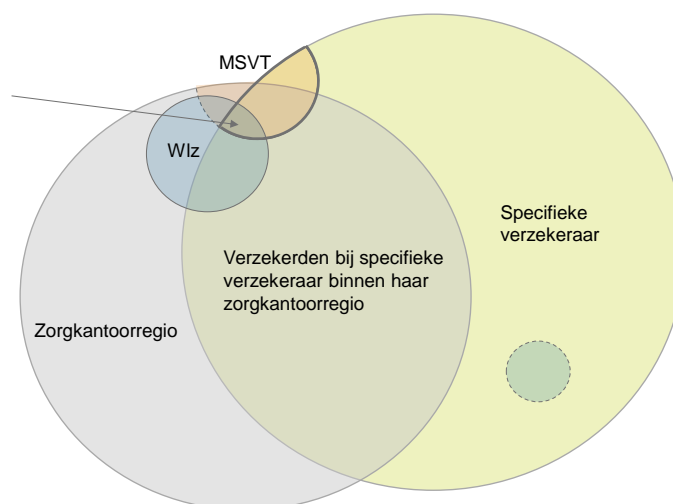 MSVT
Wlz
Specifieke
verzekeraar
Verzekerden bij specifieke
verzekeraar binnen haar
zorgkantoorregio
Zorgkantoorregio